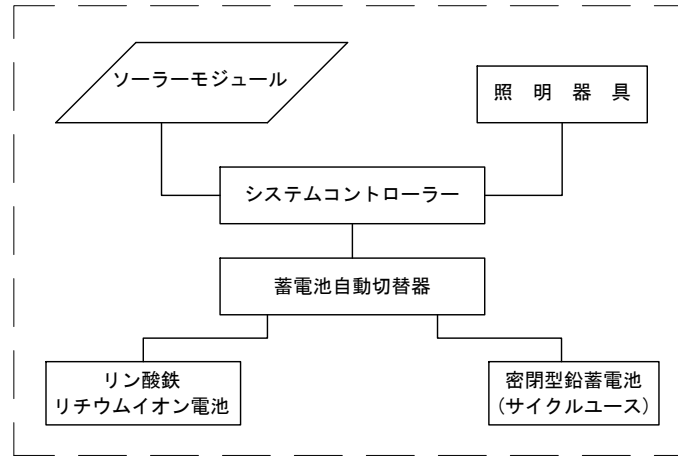 ソーラーモジュール
照　明　器　具
システムコントローラー
蓄電池自動切替器
リン酸鉄
リチウムイオン電池
密閉型鉛蓄電池
(サイクルユース)